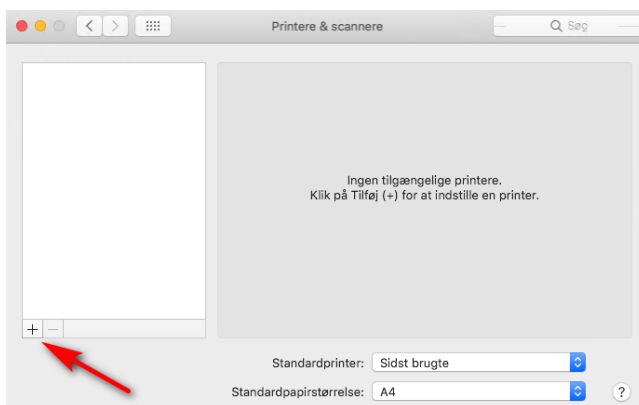 Printere & scannere
Søg
Ingen tilgængelige printere.
Klik på Tilføj (+) for at indstille en printer.
+ −
Standardprinter: Sidst brugte
Standardpapirstørrelse: A4
?